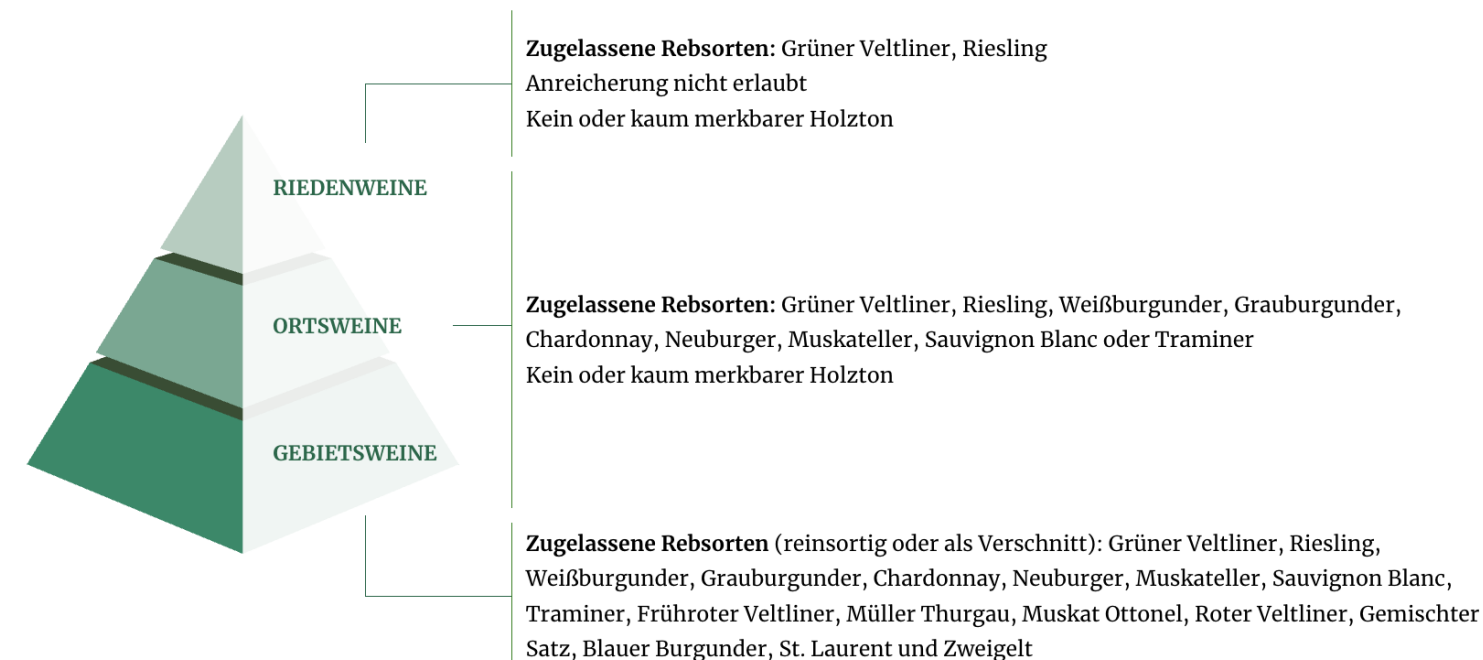 Zugelassene Rebsorten: Grüner Veltliner, Riesling
Anreicherung nicht erlaubt
Kein oder kaum merkbarer Holzton
RIEDENWEINE
Zugelassene Rebsorten: Grüner Veltliner, Riesling, Weißburgunder, Grauburgunder,
Chardonnay, Neuburger, Muskateller, Sauvignon Blanc oder Traminer
Kein oder kaum merkbarer Holzton
ORTSWEINE
GEBIETSWEINE
Zugelassene Rebsorten (reinsortig oder als Verschnitt): Grüner Veltliner, Riesling,
Weißburgunder, Grauburgunder, Chardonnay, Neuburger, Muskateller, Sauvignon Blanc,
Traminer, Frühroter Veltliner, Müller Thurgau, Muskat Ottonel, Roter Veltliner, Gemischter
Satz, Blauer Burgunder, St. Laurent und Zweigelt